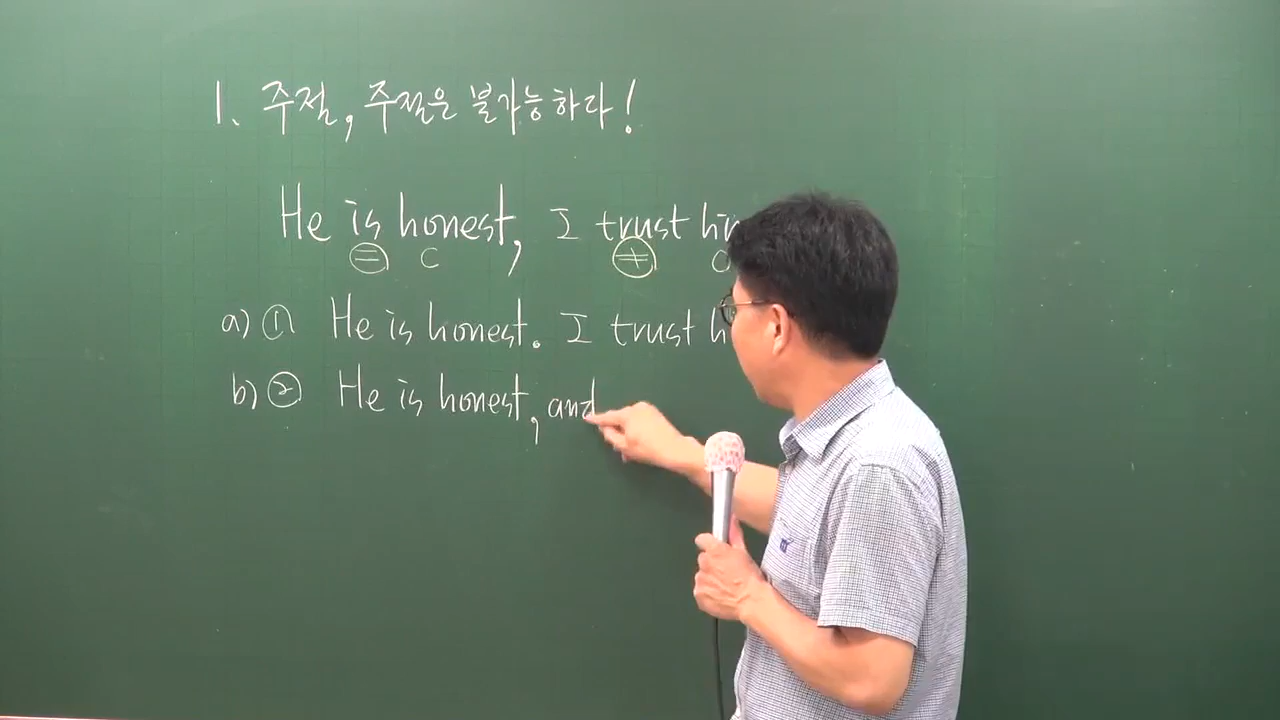 1. 주절, 주절은 불가능하다!
He is honest, I trust
= C + O
a) ① He is honest. I trust
b) ② He is honest, and